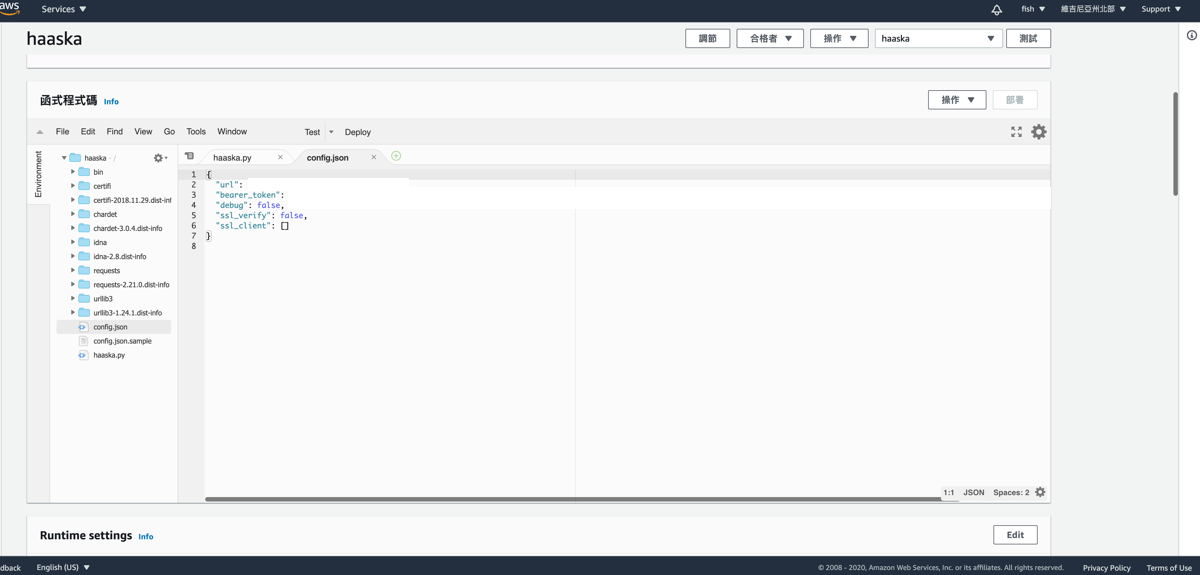 aws Services ▼ fish ▼ 維吉尼亞州北部 ▼ Support ▼
haaska 調節 合格者 ▼ 操作 ▼ haaska ▼ 測試
函式程式碼 Info 操作 ▼ 部署
File Edit Find View Go Tools Window Test Deploy
Environment
haaska - /
bin
certifi
certifi-2018.11.29.dist-inf
chardet
chardet-3.0.4.dist-info
idna
idna-2.8.dist-info
requests
requests-2.21.0.dist-info
urllib3
urllib3-1.24.1.dist-info
config.json
config.json.sample
haaska.py
haaska.py × config.json ×
1 {
2 "url":
3 "bearer_token":
4 "debug": false,
5 "ssl_verify": false,
6 "ssl_client": []
7 }
8
1:1 JSON Spaces: 2
Runtime settings Info Edit
dback English (US) ▼ © 2008 - 2020, Amazon Web Services, Inc. or its affiliates. All rights reserved. Privacy Policy Terms of Use